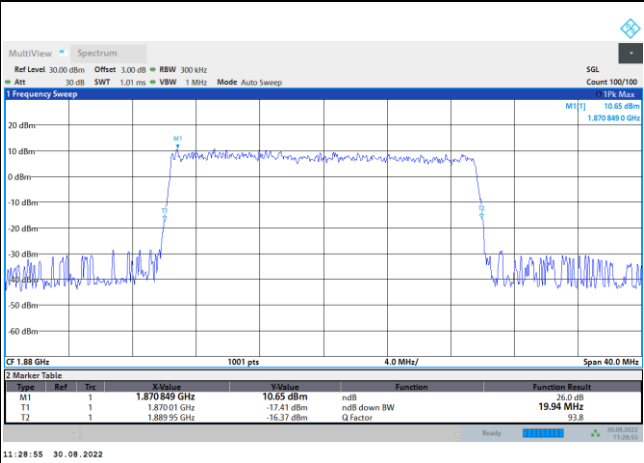 MultiView Spectrum
Ref Level 30.00 dBm Offset 3.00 dB RBW 300 kHz SGL
Att 30 dB SWT 1.01 ms VBW 1 MHz Mode Auto Sweep Count 100/100
1 Frequency Sweep 1Pk Max
M1[1] 10.65 dBm
1.870 849 0 GHz
20 dBm
M1
10 dBm
0 dBm
-10 dBm
T1 T2
-20 dBm
-30 dBm
-40 dBm
-50 dBm
-60 dBm
CF 1.88 GHz 1001 pts 4.0 MHz/ Span 40.0 MHz
2 Marker Table
Type Ref Trc X-Value Y-Value Function Function Result
M1 1 1.870 849 GHz 10.65 dBm ndB 26.0 dB
T1 1 1.870 01 GHz -17.41 dBm ndB down BW 19.94 MHz
T2 1 1.889 95 GHz -16.37 dBm Q Factor 93.8
Ready 30.08.2022
11:28:55
11:28:55 30.08.2022